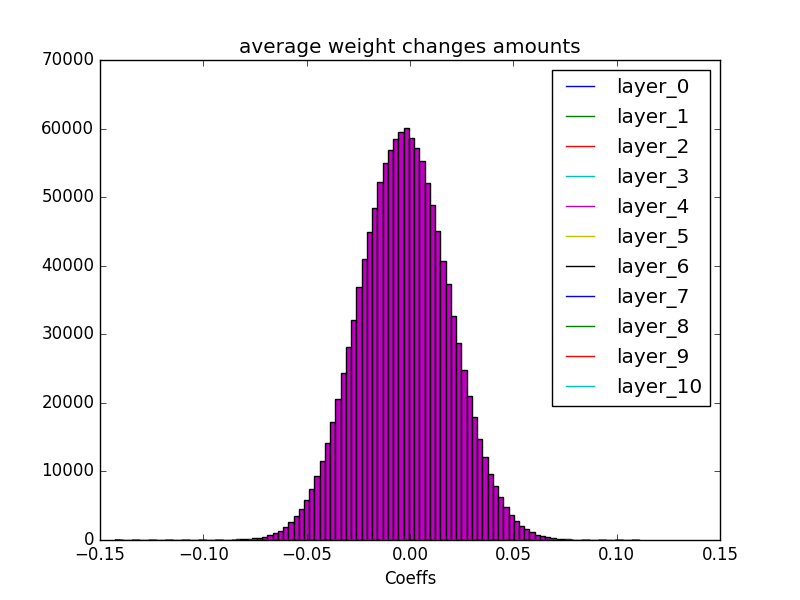 average weight changes amounts
70000
60000
50000
40000
30000
20000
10000
0
layer_0
layer_1
layer_2
layer_3
layer_4
layer_5
layer_6
layer_7
layer_8
layer_9
layer_10
−0.15 −0.10 −0.05 0.00 0.05 0.10 0.15
Coeffs